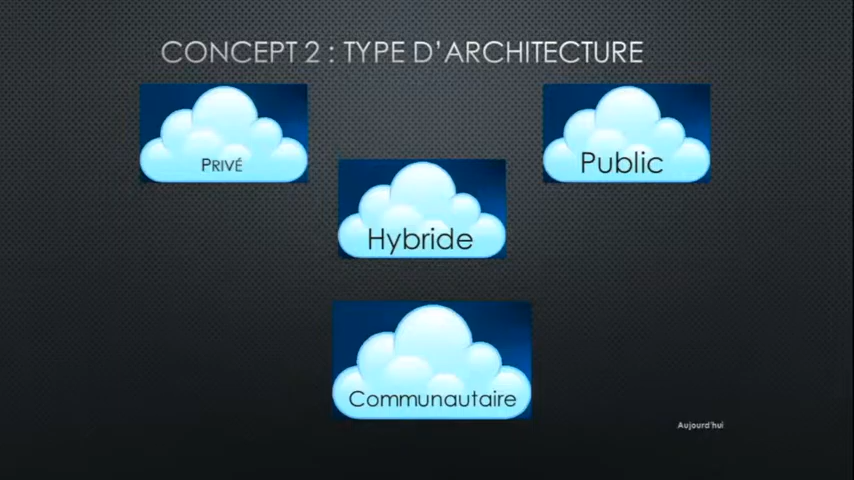 CONCEPT 2 : TYPE D’ARCHITECTURE
PRIVÉ
Public
Hybride
Communautaire
Aujourd'hui